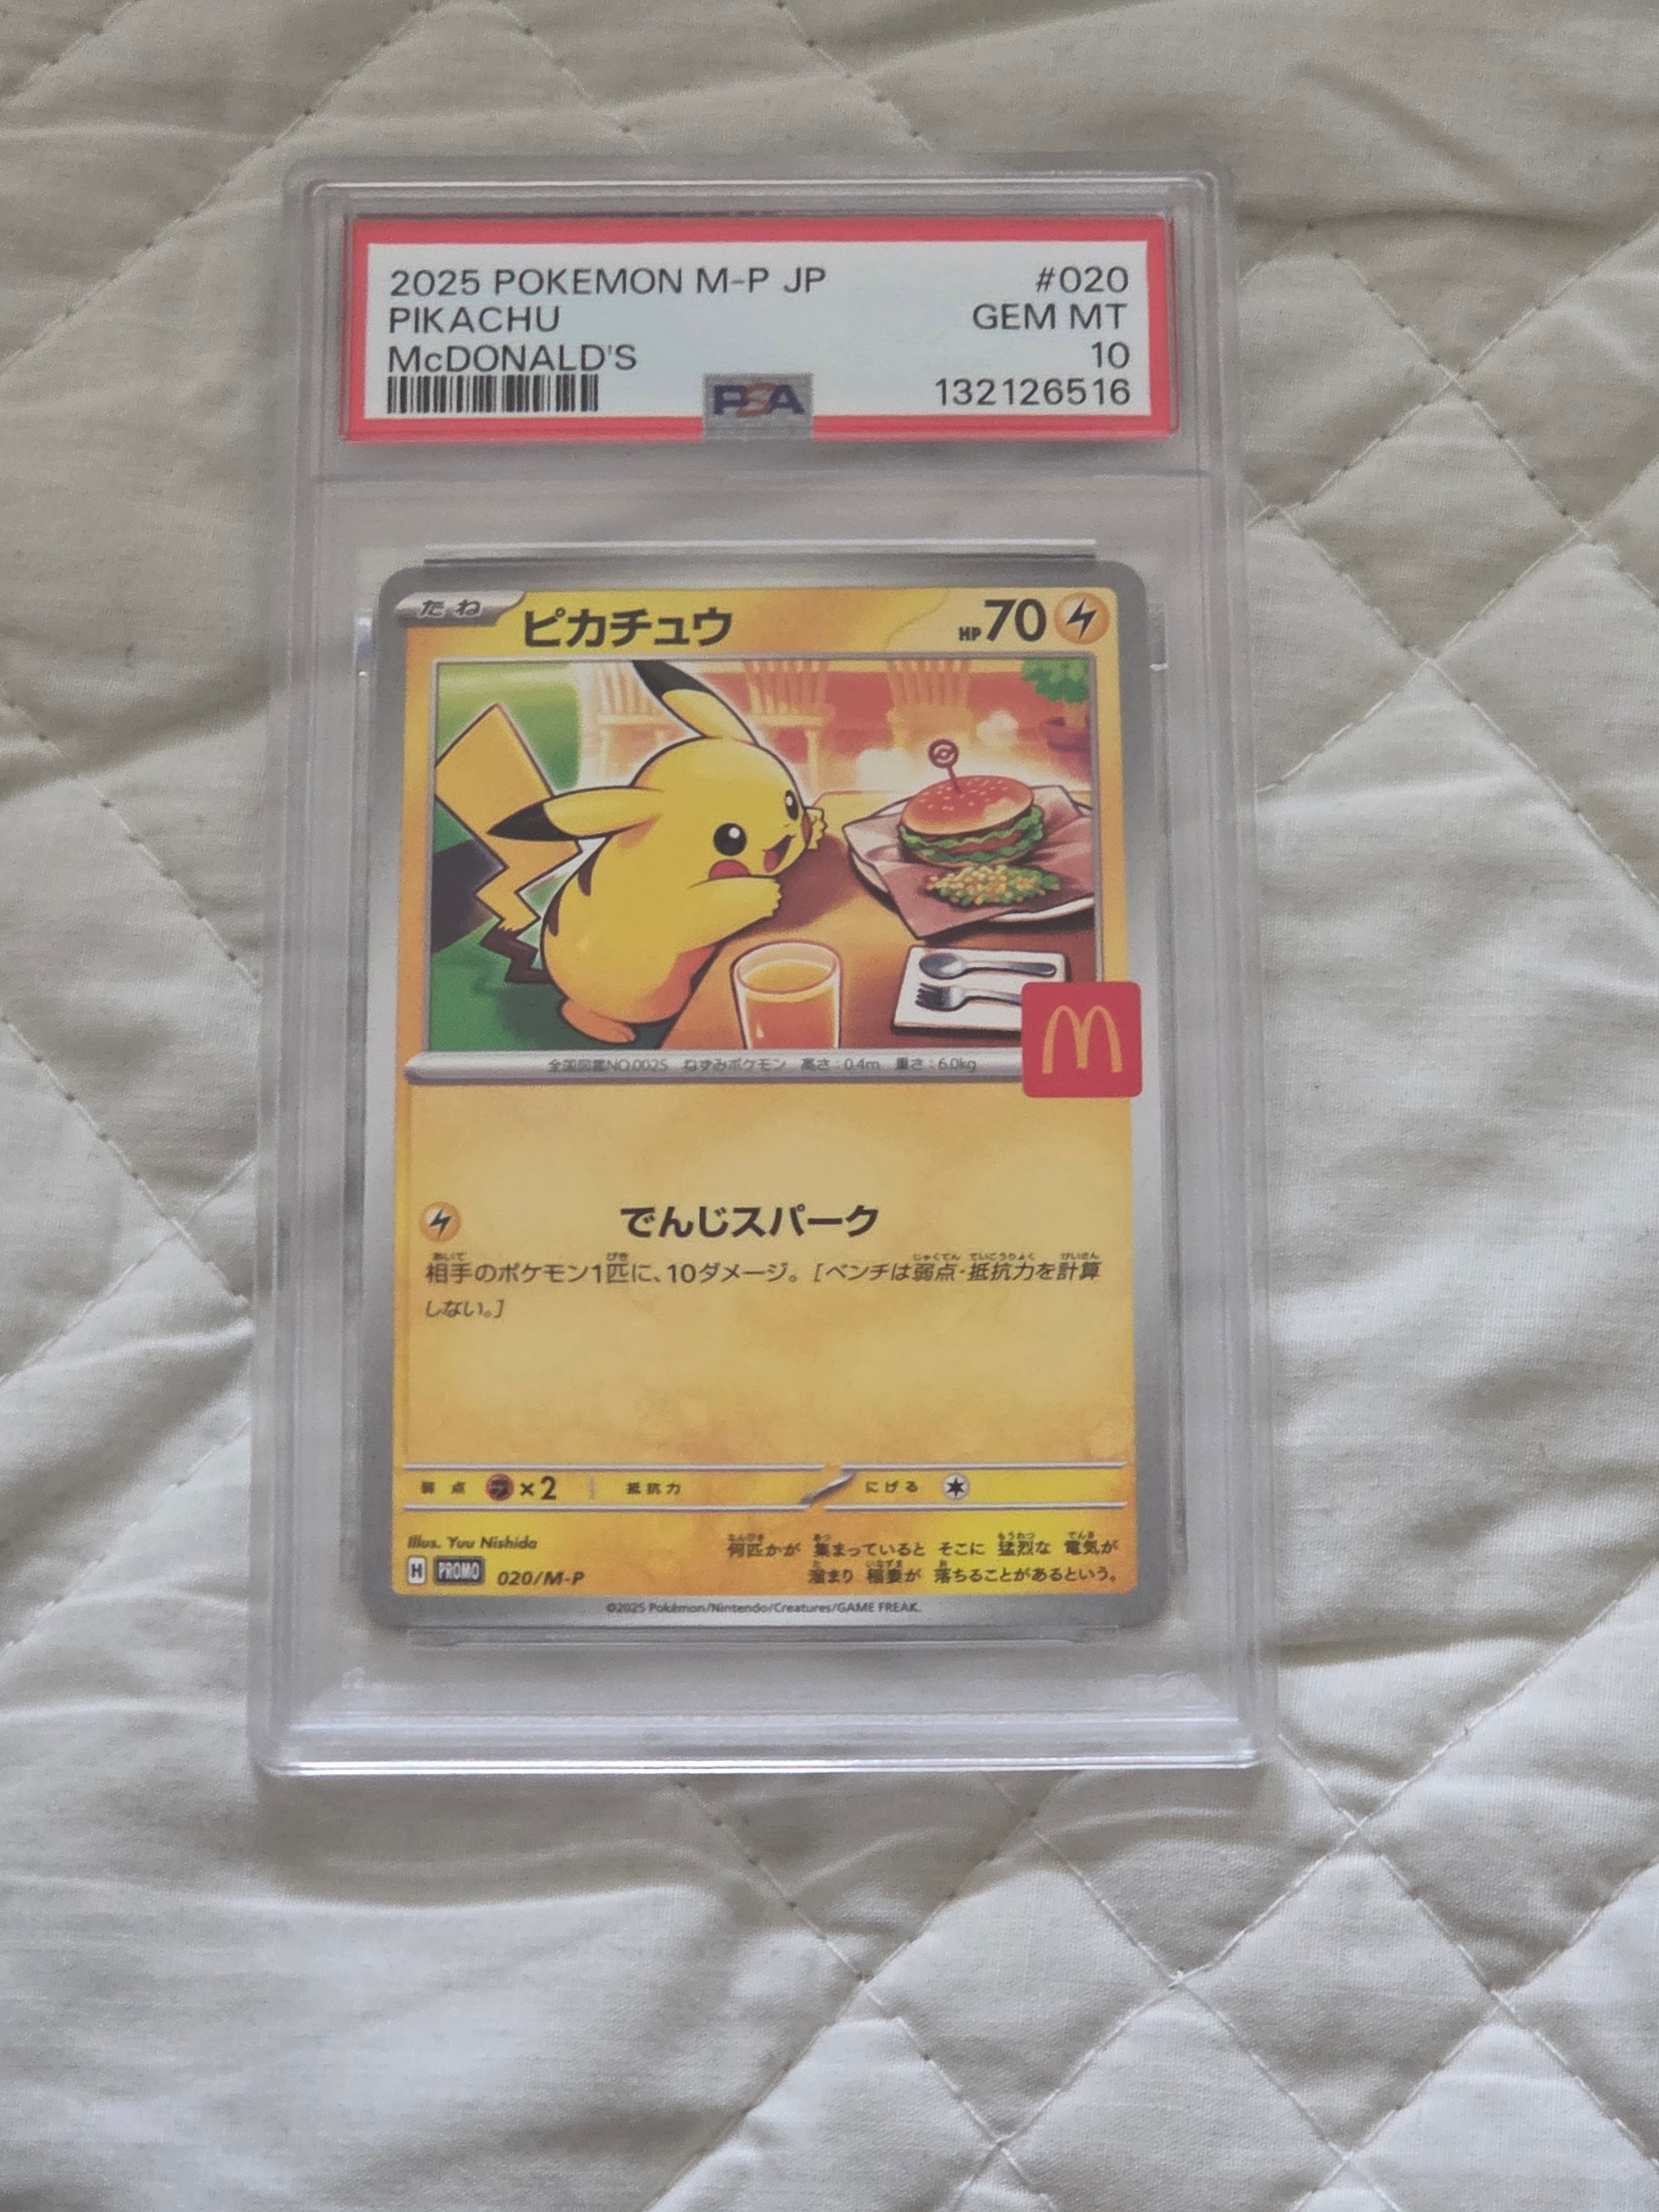 2025 POKEMON M-P JP #020
PIKACHU GEM MT
McDONALD'S 10
PSA 132126516
たね ピカチュウ HP70
全国図鑑NO.0025 ねずみポケモン 高さ:0.4m 重さ:6.0kg
M
でんじスパーク
相手のポケモン1匹に、10ダメージ。[ベンチは弱点・抵抗力を計算
しない。]
弱点 ×2 抵抗力 にげる
Illus. Yuu Nishida
何匹かが 集まっていると そこに 猛烈な 電気が
溜まり 稲妻が 落ちることがあるという。
H PROMO 020/M-P
©2025 Pokémon/Nintendo/Creatures/GAME FREAK.